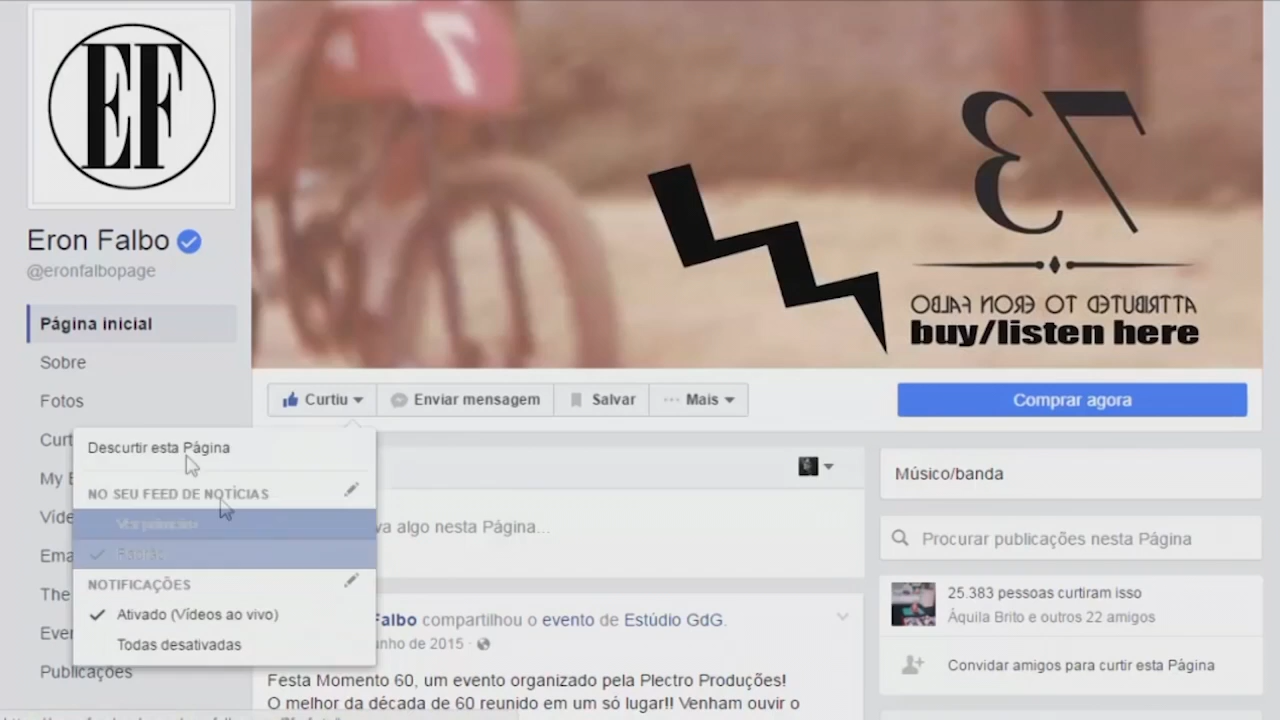 EF
Eron Falbo
@eronfalbopage
Página inicial
Sobre
Fotos
Curt
My E
Víde
Ema
The
Ever
Publicações
7
73
ATTRIBUTED TO ERON FALBO
buy/listen here
Curtiu
Enviar mensagem
Salvar
Mais
Comprar agora
Descurtir esta Página
NO SEU FEED DE NOTÍCIAS
Padrão
NOTIFICAÇÕES
Ativado (Vídeos ao vivo)
Todas desativadas
va algo nesta Página...
Falbo compartilhou o evento de Estúdio GdG.
unho de 2015
Festa Momento 60, um evento organizado pela Plectro Produções!
O melhor da década de 60 reunido em um só lugar!! Venham ouvir o
Músico/banda
Procurar publicações nesta Página
25.383 pessoas curtiram isso
Áquila Brito e outros 22 amigos
Convidar amigos para curtir esta Página